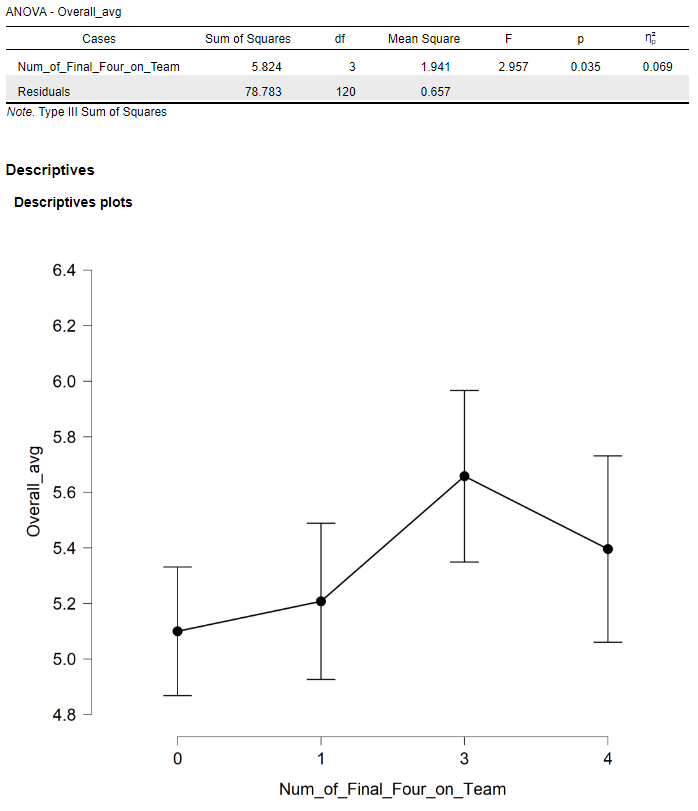 ANOVA - Overall_avg
Cases Sum of Squares df Mean Square F p η²ₚ
Num_of_Final_Four_on_Team 5.824 3 1.941 2.957 0.035 0.069
Residuals 78.783 120 0.657
Note. Type III Sum of Squares
Descriptives
Descriptives plots
6.4
6.2
6.0
5.8
5.6
5.4
5.2
5.0
4.8
Overall_avg
0 1 3 4
Num_of_Final_Four_on_Team